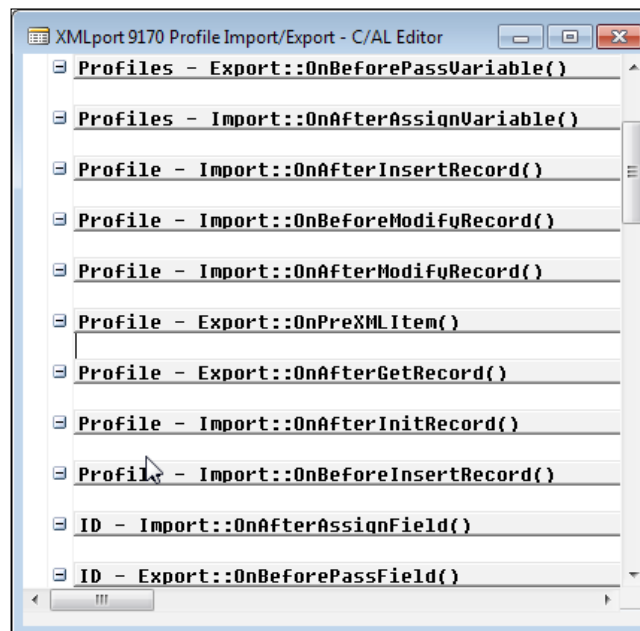 XMLport 9170 Profile Import/Export - C/AL Editor
Profiles - Export::OnBeforePassVariable()
Profiles - Import::OnAfterAssignVariable()
Profile - Import::OnAfterInsertRecord()
Profile - Import::OnBeforeModifyRecord()
Profile - Import::OnAfterModifyRecord()
Profile - Export::OnPreXMLItem()
Profile - Export::OnAfterGetRecord()
Profile - Import::OnAfterInitRecord()
Profile - Import::OnBeforeInsertRecord()
ID - Import::OnAfterAssignField()
ID - Export::OnBeforePassField()